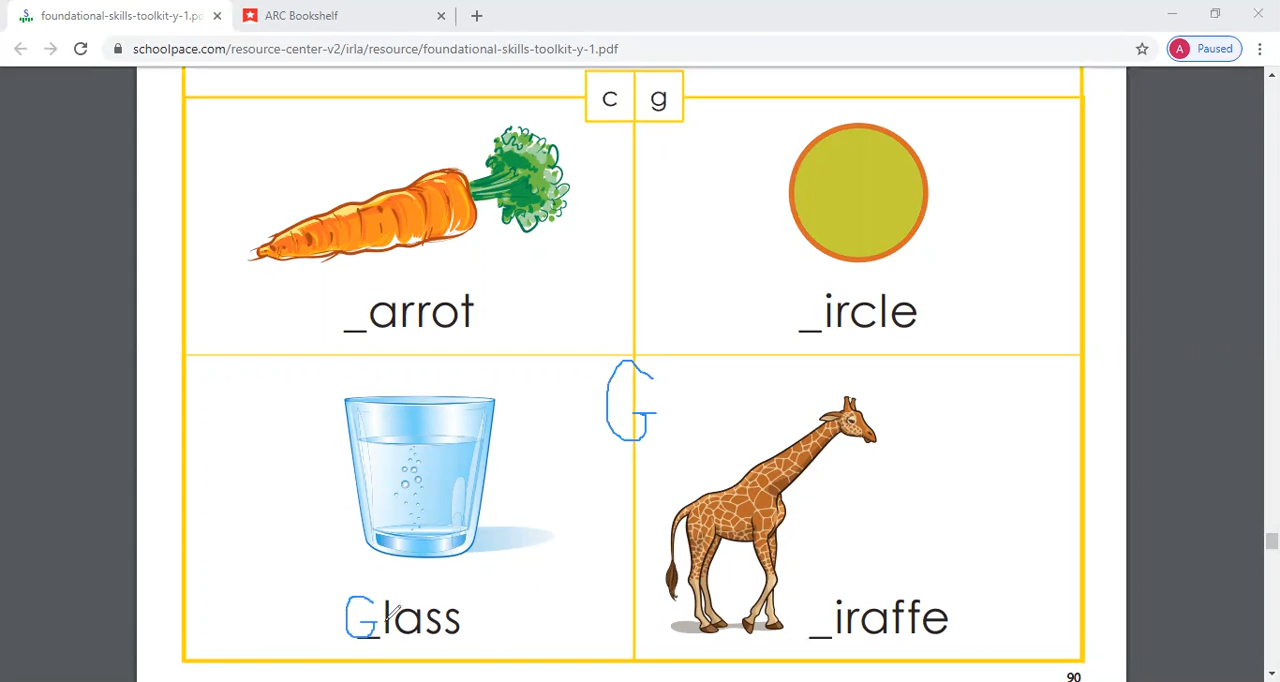 foundational-skills-toolkit-y-1.pd
ARC Bookshelf
schoolpace.com/resource-center-v2/irla/resource/foundational-skills-toolkit-y-1.pdf
A Paused
c g
_arrot
_ircle
G
Glass
_iraffe
90